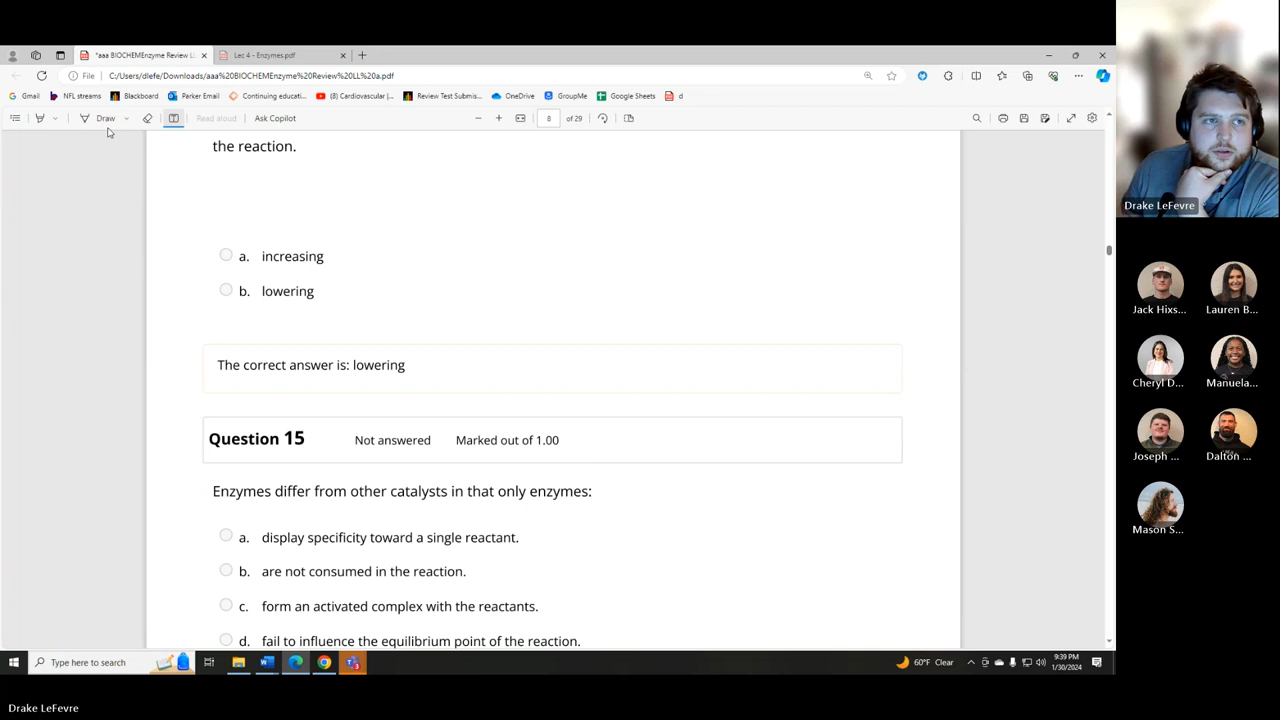 *aaa BIOCHEMEnzyme Review L
Lec 4 - Enzymes.pdf
File
C:/Users/dlefe/Downloads/aaa%20BIOCHEMEnzyme%20Review%20LL%20a.pdf
Gmail
NFL streams
Blackboard
Parker Email
Continuing educati...
(8) Cardiovascular |...
Review Test Submis...
OneDrive
GroupMe
Google Sheets
d
Draw
Read aloud
Ask Copilot
8
of 29
the reaction.
a. increasing
b. lowering
The correct answer is: lowering
Question 15 Not answered Marked out of 1.00
Enzymes differ from other catalysts in that only enzymes:
a. display specificity toward a single reactant.
b. are not consumed in the reaction.
c. form an activated complex with the reactants.
d. fail to influence the equilibrium point of the reaction.
Type here to search
60°F Clear
9:39 PM
1/30/2024
Drake LeFevre
Jack Hixs...
Lauren B...
Cheryl D...
Manuela...
Joseph ...
Dalton ...
Mason S...
Drake LeFevre